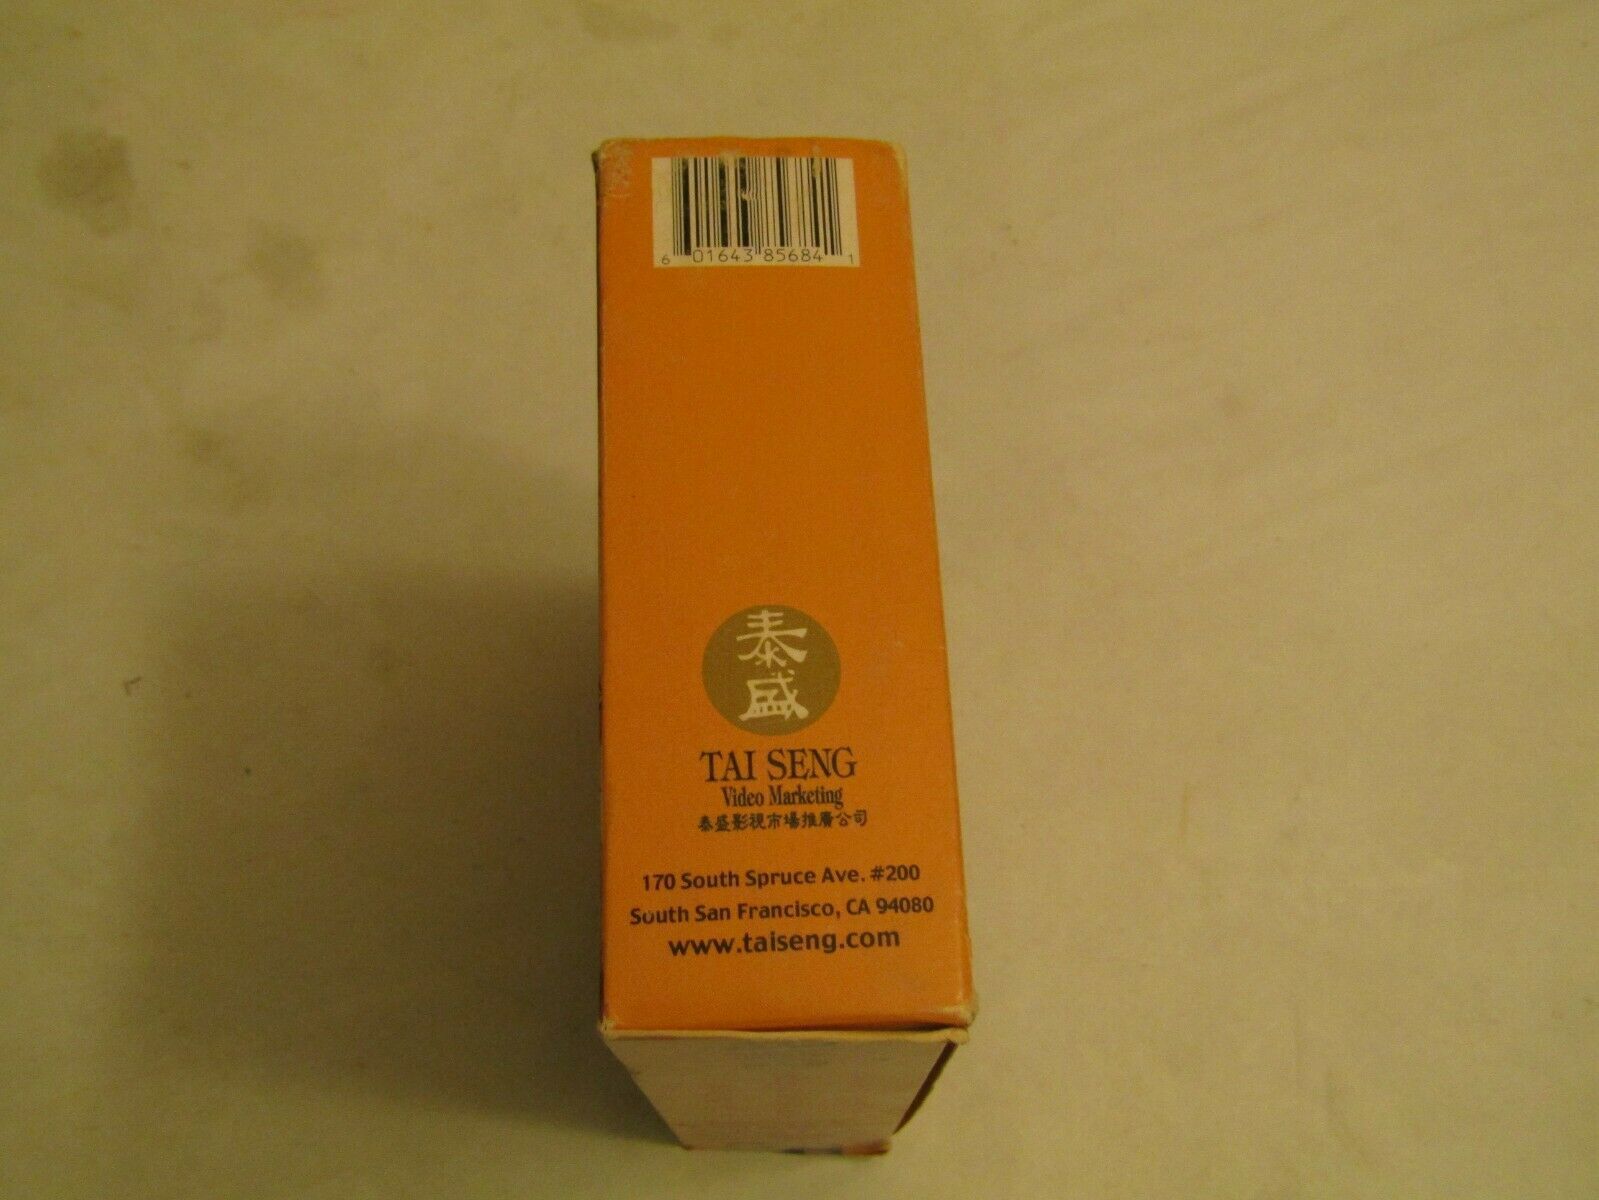 6 01643 85684 1
泰
盛
TAI SENG
Video Marketing
泰盛影視市場推廣公司
170 South Spruce Ave. #200
South San Francisco, CA 94080
www.taiseng.com